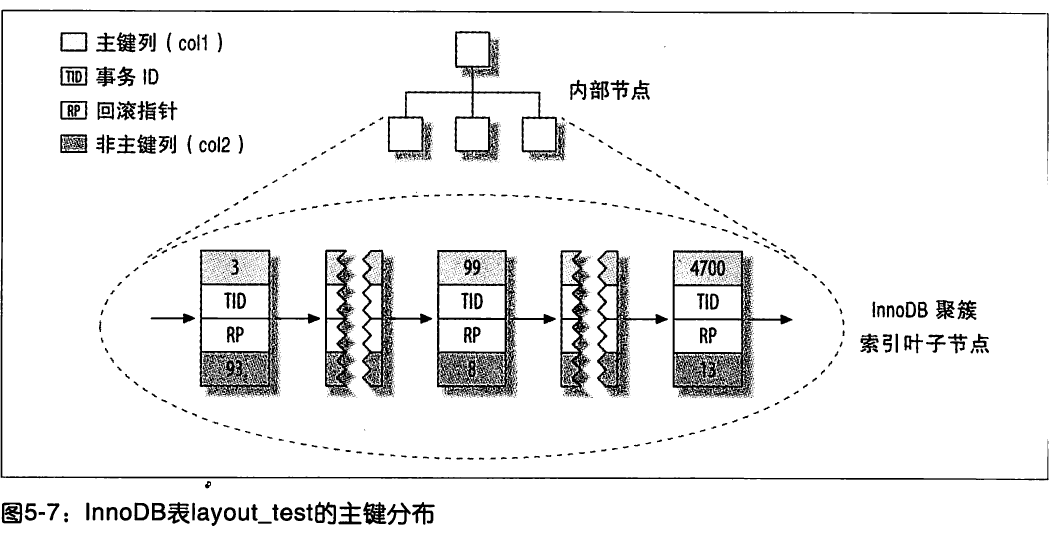 主键列（col1）
TID 事务 ID
RP 回滚指针
非主键列（col2）
内部节点
3
TID
RP
93
99
TID
RP
8
4700
TID
RP
13
InnoDB 聚簇
索引叶子节点
图5-7：InnoDB表layout_test的主键分布